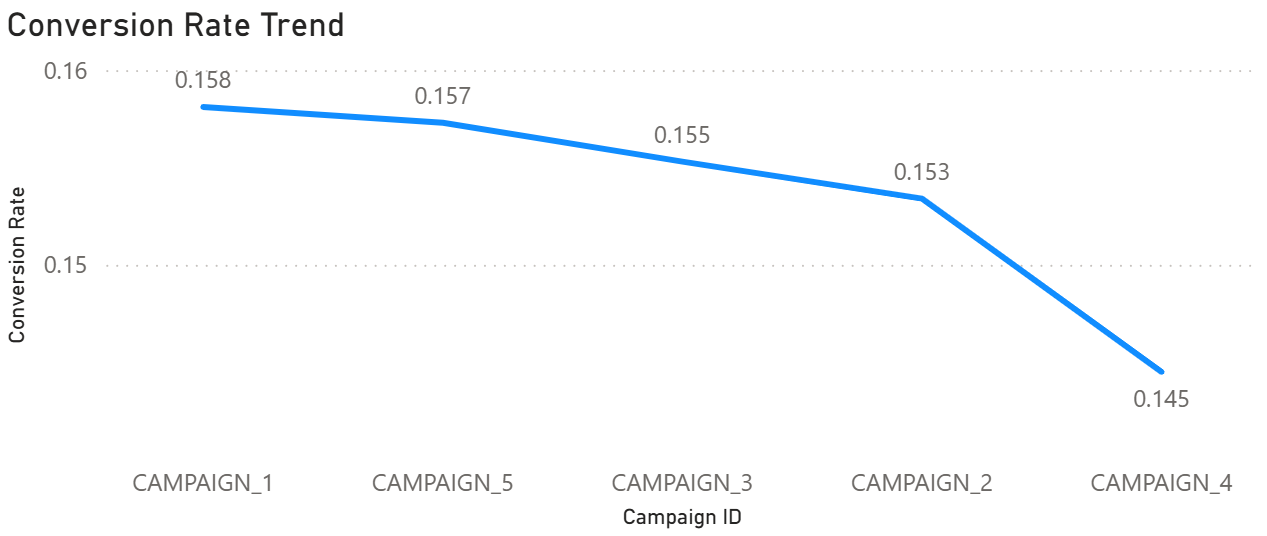 Conversion Rate Trend
0.16
0.158
0.157
0.155
0.153
0.15
0.145
Conversion Rate
CAMPAIGN_1 CAMPAIGN_5 CAMPAIGN_3 CAMPAIGN_2 CAMPAIGN_4
Campaign ID